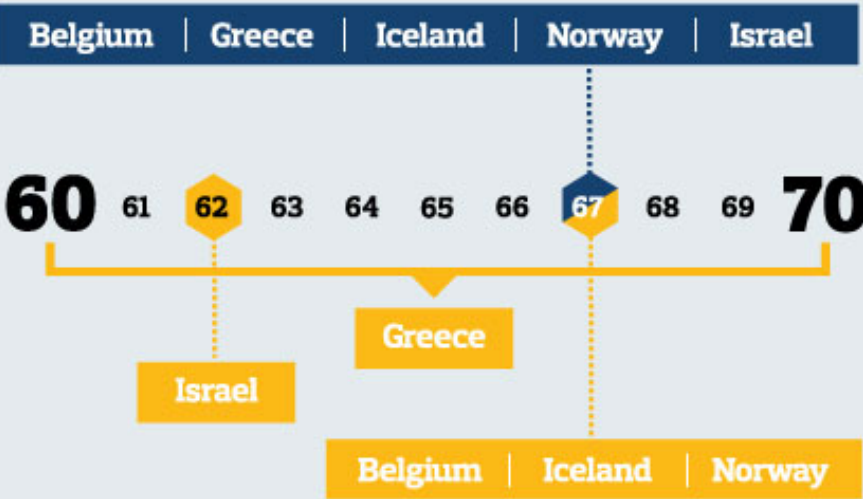 Belgium | Greece | Iceland | Norway | Israel
60 61 62 63 64 65 66 67 68 69 70
Greece
Israel
Belgium | Iceland | Norway